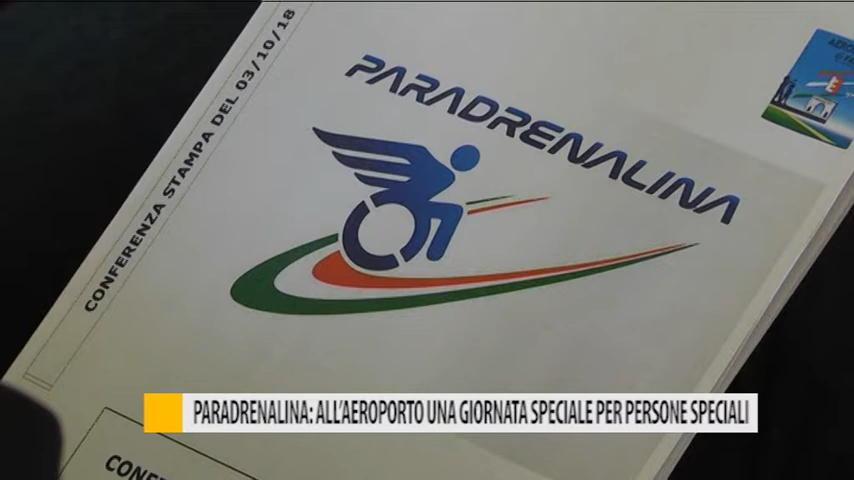 CONFERENZA STAMPA DEL 03/10/18
PARADRENALINA
PARADRENALINA: ALL'AEROPORTO UNA GIORNATA SPECIALE PER PERSONE SPECIALI